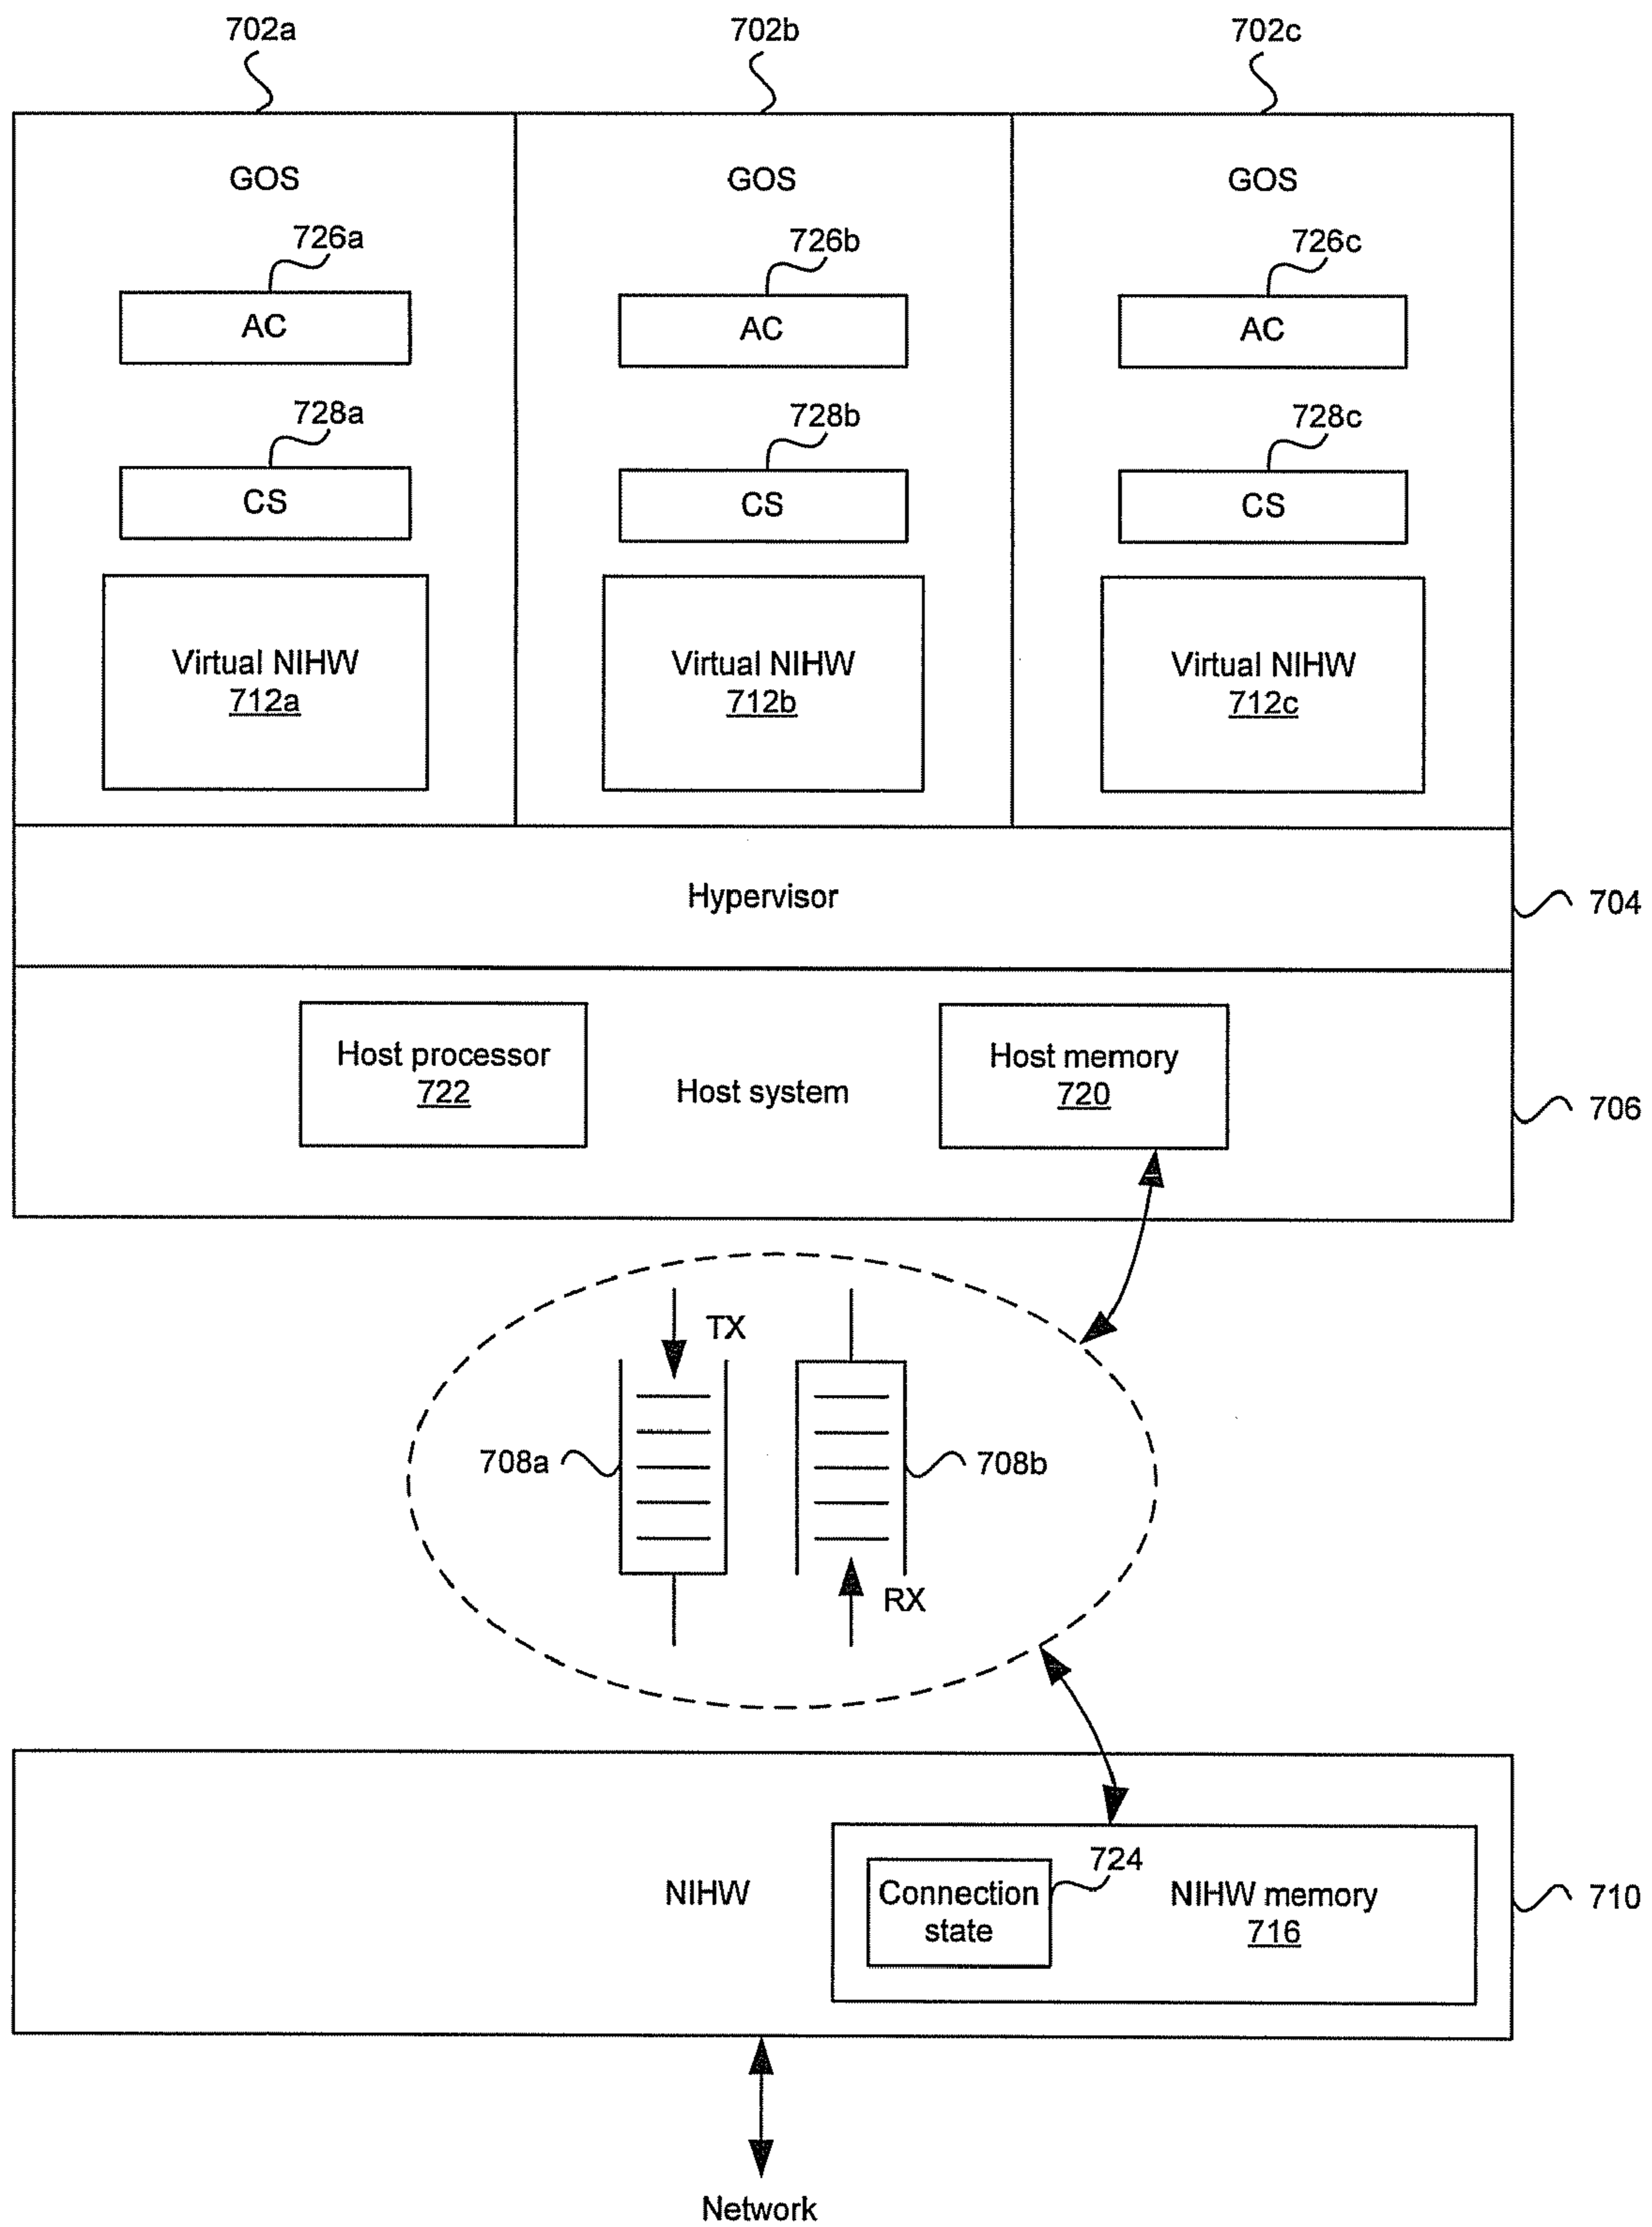 702a 702b 702c
GOS GOS GOS
726a 726b 726c
AC AC AC
728a 728b 728c
CS CS CS
Virtual NIHW Virtual NIHW Virtual NIHW
712a 712b 712c
Hypervisor
704
Host processor
722
Host system
Host memory
720
706
TX
708a
708b
RX
NIHW
Connection
state
724
NIHW memory
716
710
Network